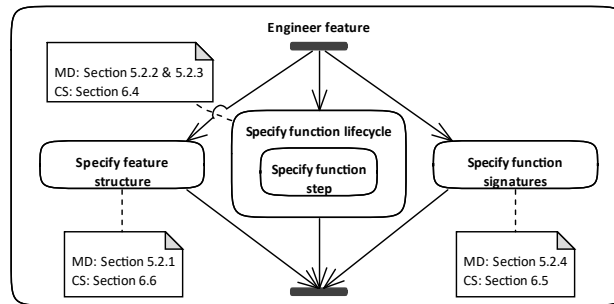 Engineer feature
MD: Section 5.2.2 & 5.2.3
CS: Section 6.4
Specify function lifecycle
Specify feature
structure
Specify function
step
Specify function
signatures
MD: Section 5.2.1
CS: Section 6.6
MD: Section 5.2.4
CS: Section 6.5